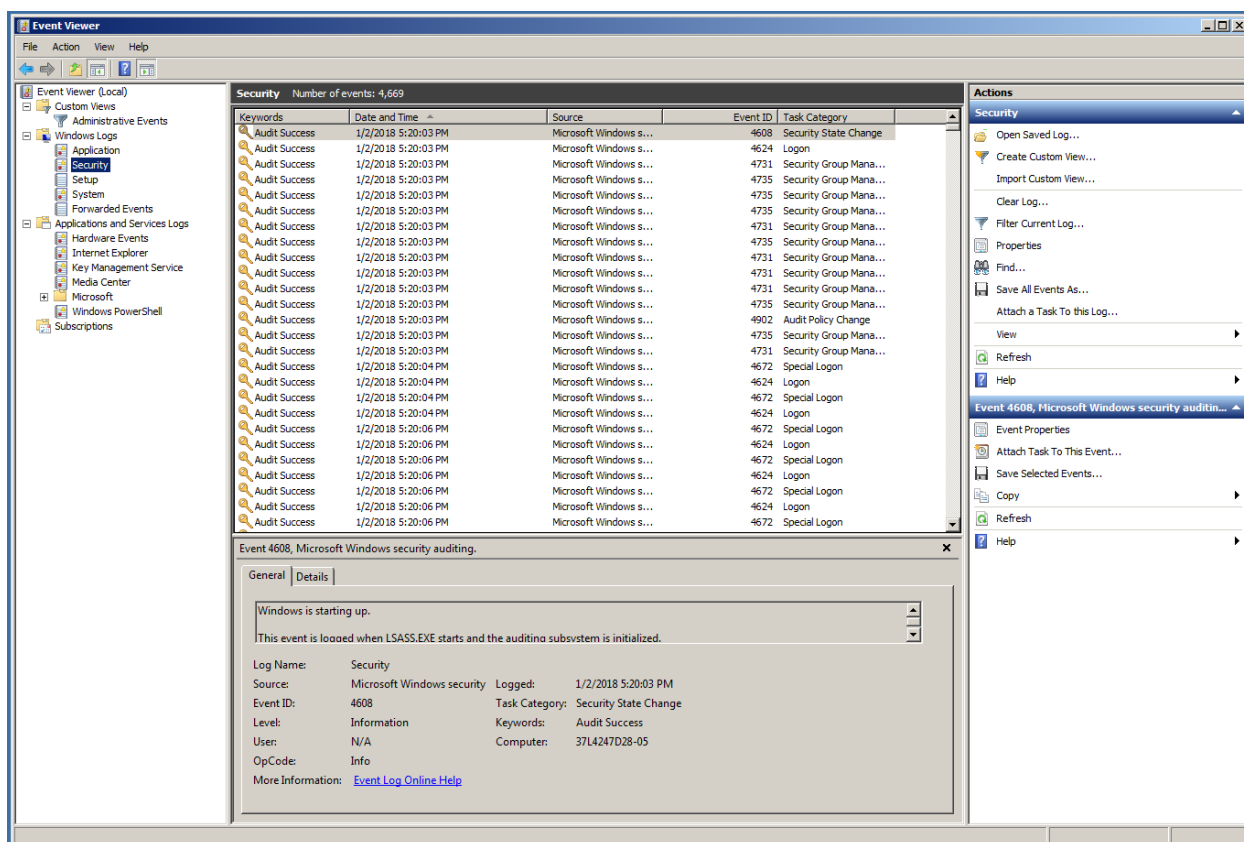 Event Viewer
File Action View Help
Event Viewer (Local)
Custom Views
Administrative Events
Windows Logs
Application
Security
Setup
System
Forwarded Events
Applications and Services Logs
Hardware Events
Internet Explorer
Key Management Service
Media Center
Microsoft
Windows PowerShell
Subscriptions
Security Number of events: 4,669
Keywords Date and Time Source Event ID Task Category
Audit Success 1/2/2018 5:20:03 PM Microsoft Windows s... 4608 Security State Change
Audit Success 1/2/2018 5:20:03 PM Microsoft Windows s... 4624 Logon
Audit Success 1/2/2018 5:20:03 PM Microsoft Windows s... 4731 Security Group Mana...
Audit Success 1/2/2018 5:20:03 PM Microsoft Windows s... 4735 Security Group Mana...
Audit Success 1/2/2018 5:20:03 PM Microsoft Windows s... 4735 Security Group Mana...
Audit Success 1/2/2018 5:20:03 PM Microsoft Windows s... 4735 Security Group Mana...
Audit Success 1/2/2018 5:20:03 PM Microsoft Windows s... 4731 Security Group Mana...
Audit Success 1/2/2018 5:20:03 PM Microsoft Windows s... 4735 Security Group Mana...
Audit Success 1/2/2018 5:20:03 PM Microsoft Windows s... 4731 Security Group Mana...
Audit Success 1/2/2018 5:20:03 PM Microsoft Windows s... 4731 Security Group Mana...
Audit Success 1/2/2018 5:20:03 PM Microsoft Windows s... 4731 Security Group Mana...
Audit Success 1/2/2018 5:20:03 PM Microsoft Windows s... 4735 Security Group Mana...
Audit Success 1/2/2018 5:20:03 PM Microsoft Windows s... 4902 Audit Policy Change
Audit Success 1/2/2018 5:20:03 PM Microsoft Windows s... 4735 Security Group Mana...
Audit Success 1/2/2018 5:20:03 PM Microsoft Windows s... 4731 Security Group Mana...
Audit Success 1/2/2018 5:20:04 PM Microsoft Windows s... 4672 Special Logon
Audit Success 1/2/2018 5:20:04 PM Microsoft Windows s... 4624 Logon
Audit Success 1/2/2018 5:20:04 PM Microsoft Windows s... 4672 Special Logon
Audit Success 1/2/2018 5:20:04 PM Microsoft Windows s... 4624 Logon
Audit Success 1/2/2018 5:20:06 PM Microsoft Windows s... 4672 Special Logon
Audit Success 1/2/2018 5:20:06 PM Microsoft Windows s... 4624 Logon
Audit Success 1/2/2018 5:20:06 PM Microsoft Windows s... 4672 Special Logon
Audit Success 1/2/2018 5:20:06 PM Microsoft Windows s... 4624 Logon
Audit Success 1/2/2018 5:20:06 PM Microsoft Windows s... 4672 Special Logon
Audit Success 1/2/2018 5:20:06 PM Microsoft Windows s... 4624 Logon
Audit Success 1/2/2018 5:20:06 PM Microsoft Windows s... 4672 Special Logon
Event 4608, Microsoft Windows security auditing.
General Details
Windows is starting up.
This event is logged when LSASS.EXE starts and the auditing subsystem is initialized.
Log Name: Security
Source: Microsoft Windows security Logged: 1/2/2018 5:20:03 PM
Event ID: 4608 Task Category: Security State Change
Level: Information Keywords: Audit Success
User: N/A Computer: 37L4247D28-05
OpCode: Info
More Information: Event Log Online Help
Actions
Security
Open Saved Log...
Create Custom View...
Import Custom View...
Clear Log...
Filter Current Log...
Properties
Find...
Save All Events As...
Attach a Task To this Log...
View
Refresh
Help
Event 4608, Microsoft Windows security auditin...
Event Properties
Attach Task To This Event...
Save Selected Events...
Copy
Refresh
Help